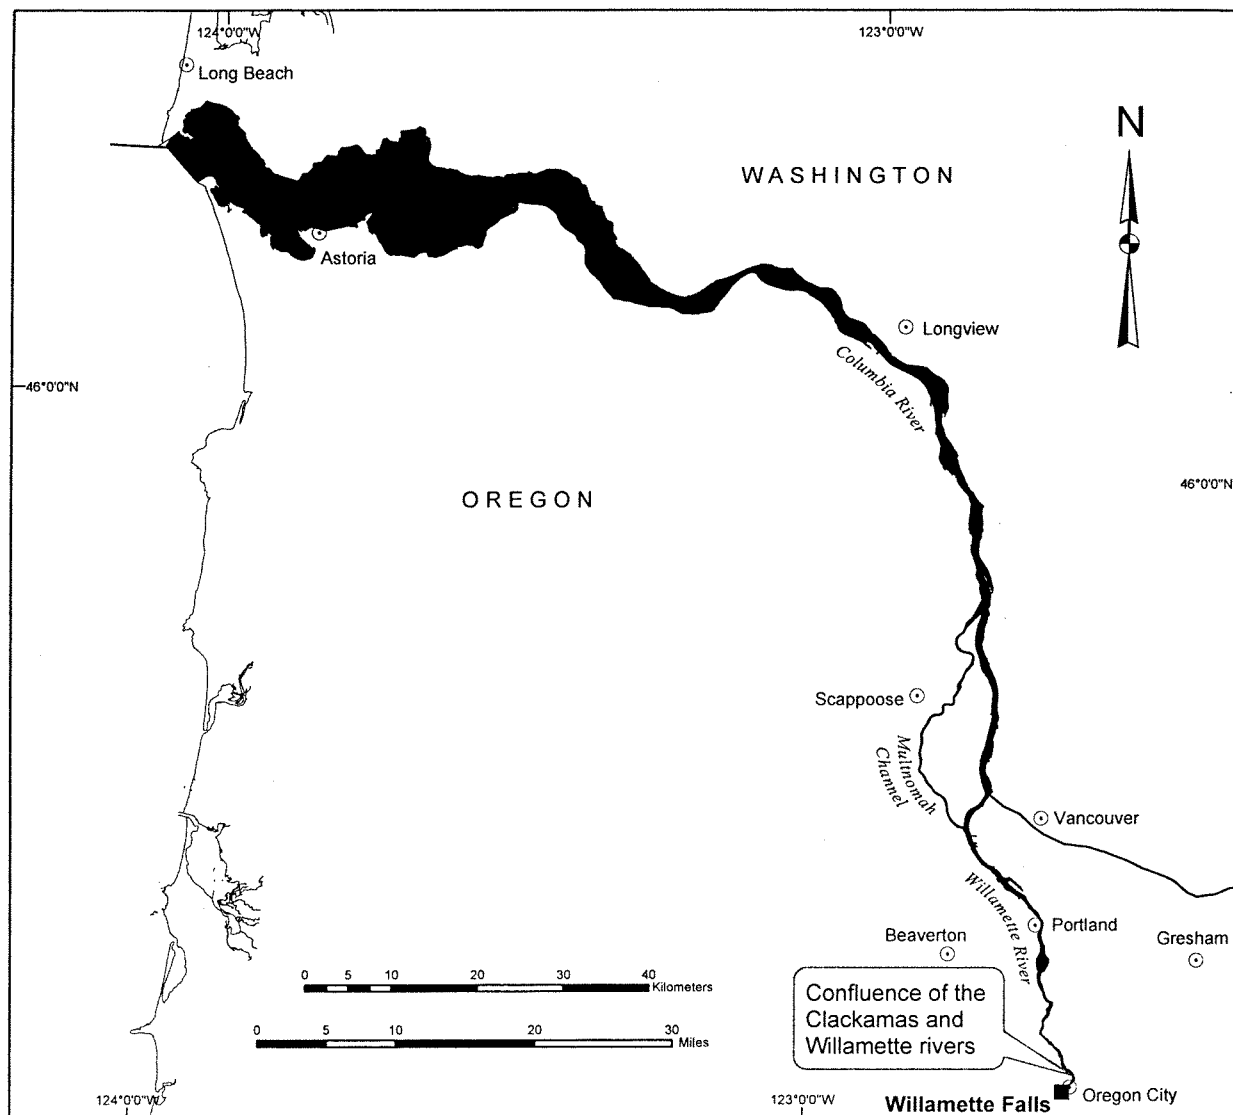 124°0'0"W
123°0'0"W
Long Beach
N
WASHINGTON
Astoria
Longview
Columbia River
46°0'0"N
46°0'0"N
OREGON
Scappoose
Multnomah
Channel
Vancouver
Willamette River
Portland
Beaverton
Gresham
0 5 10 20 30 40
Kilometers
0 5 10 20 30
Miles
Confluence of the
Clackamas and
Willamette rivers
124°0'0"W
123°0'0"W
Oregon City
Willamette Falls